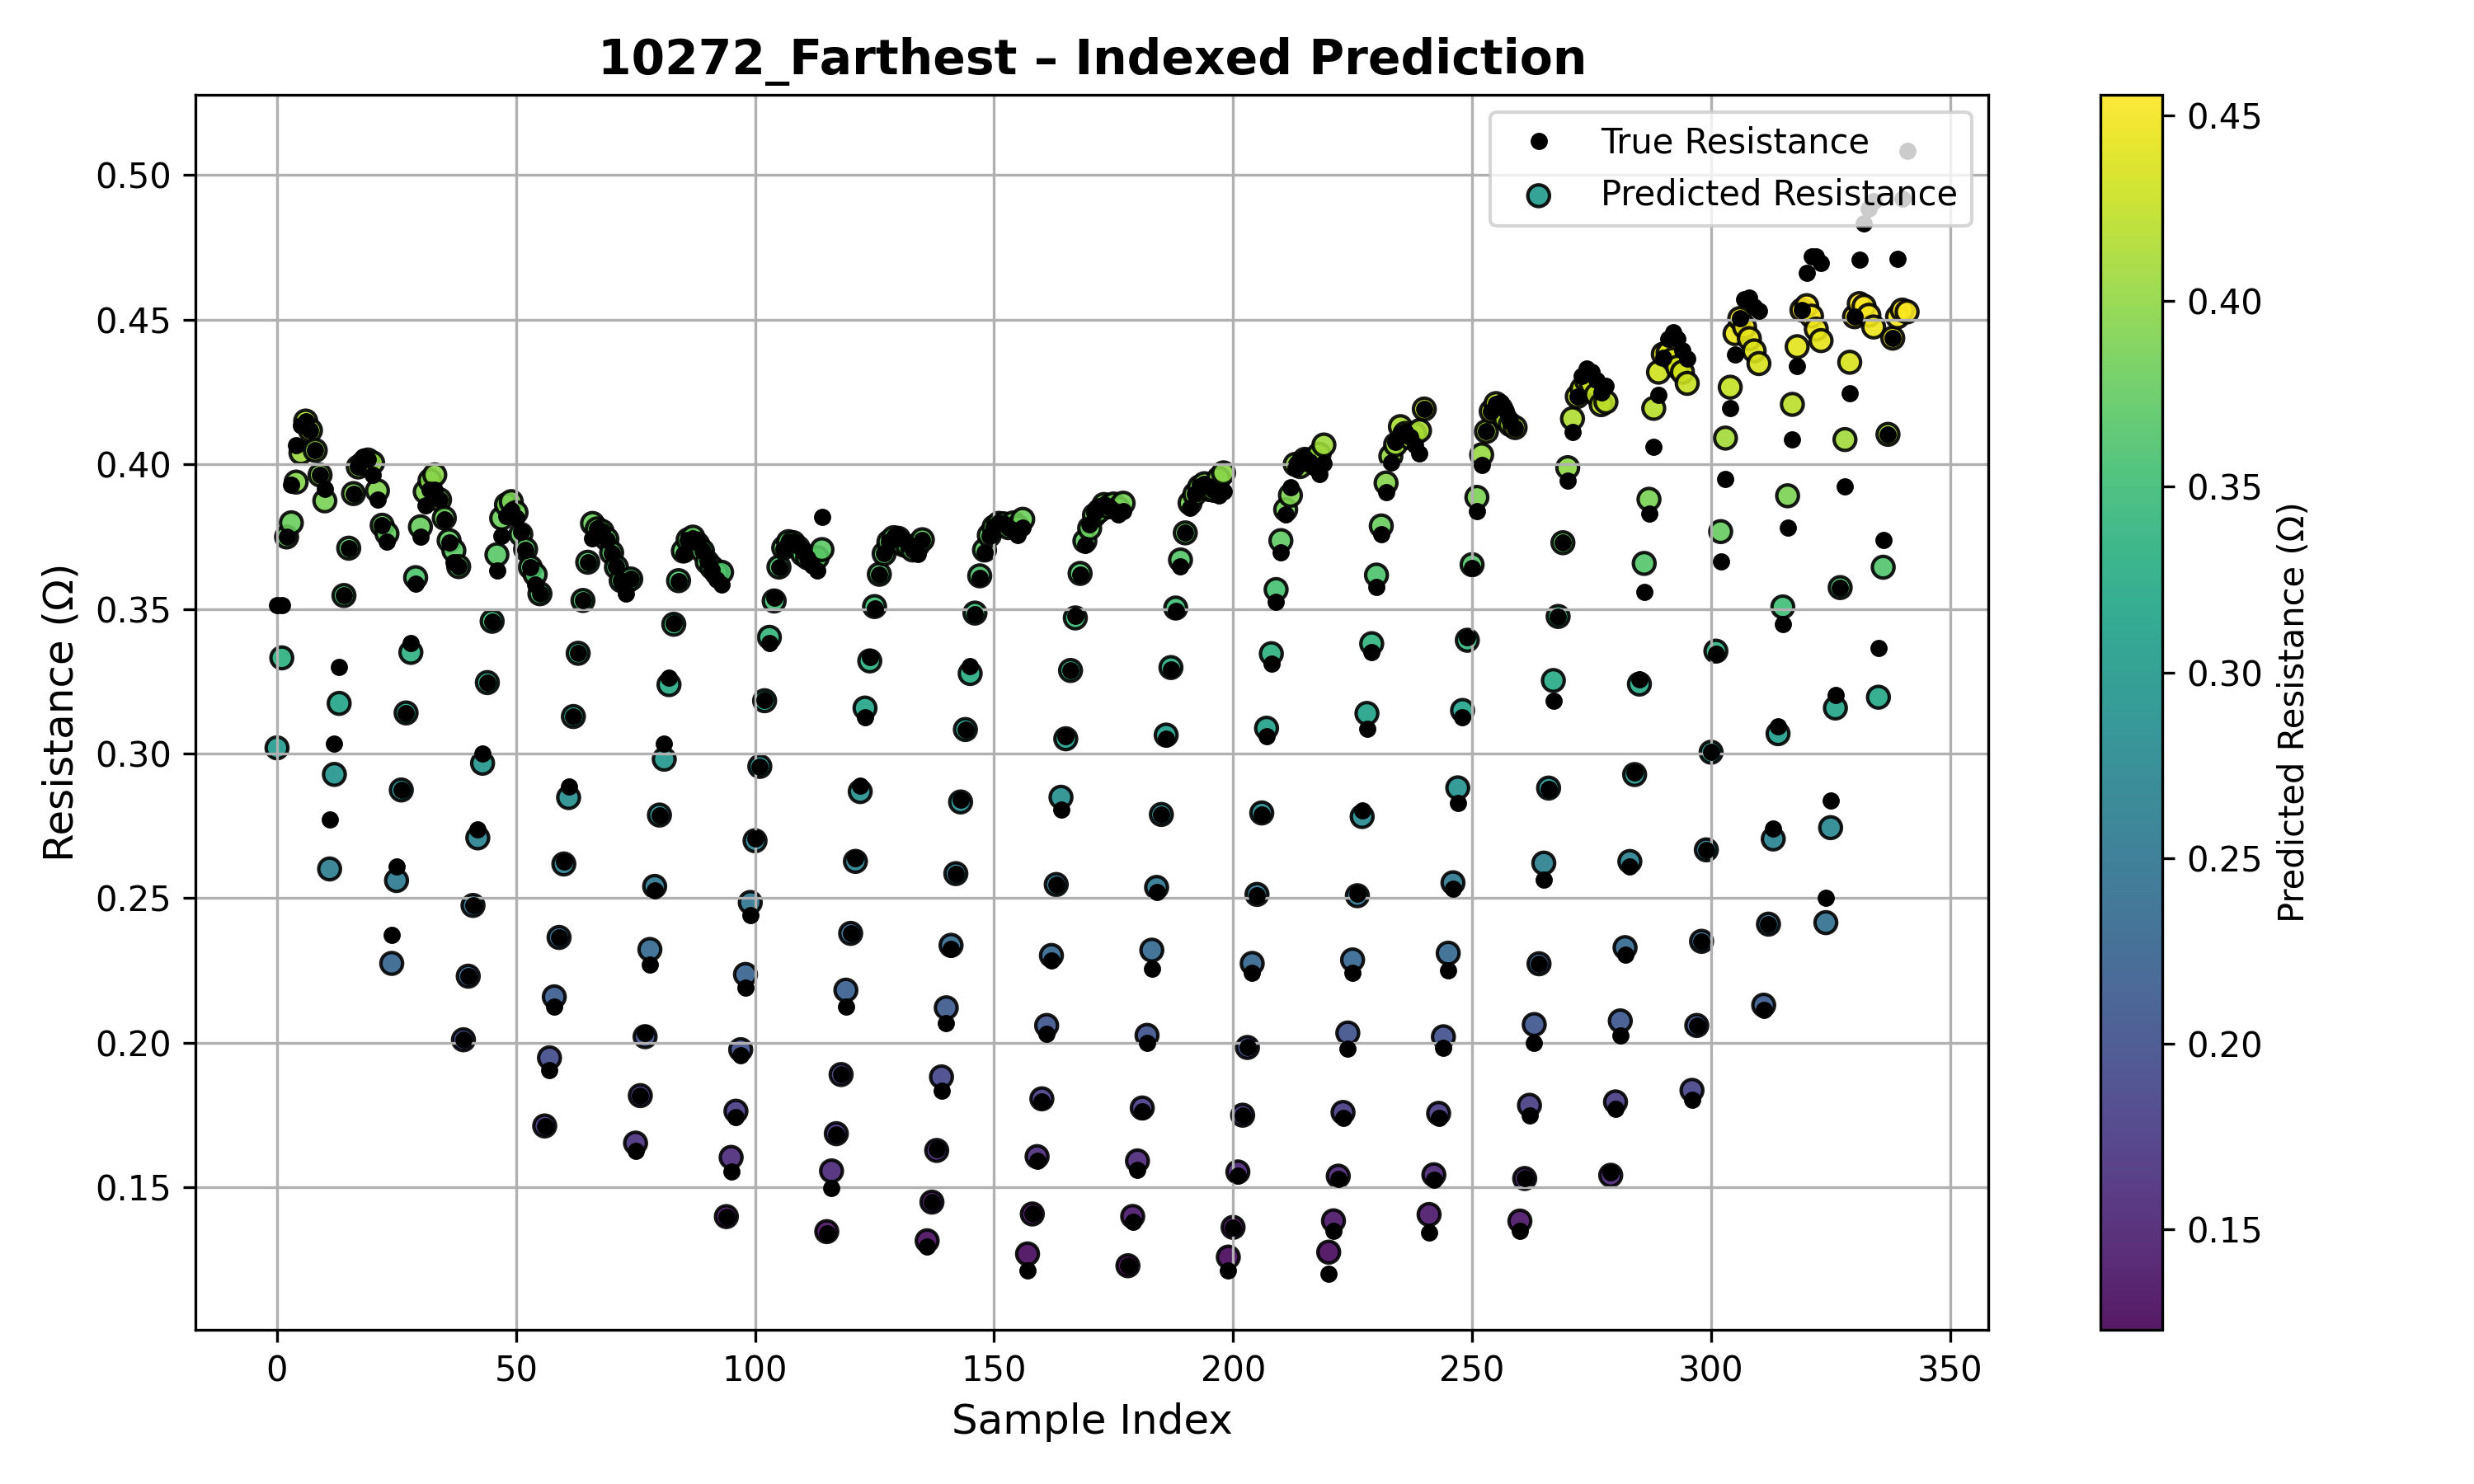 10272_Farthest – Indexed Prediction
True Resistance
Predicted Resistance
Resistance (Ω)
0.50
0.45
0.40
0.35
0.30
0.25
0.20
0.15
0 50 100 150 200 250 300 350
Sample Index
0.45
0.40
0.35
0.30
0.25
0.20
0.15
Predicted Resistance (Ω)